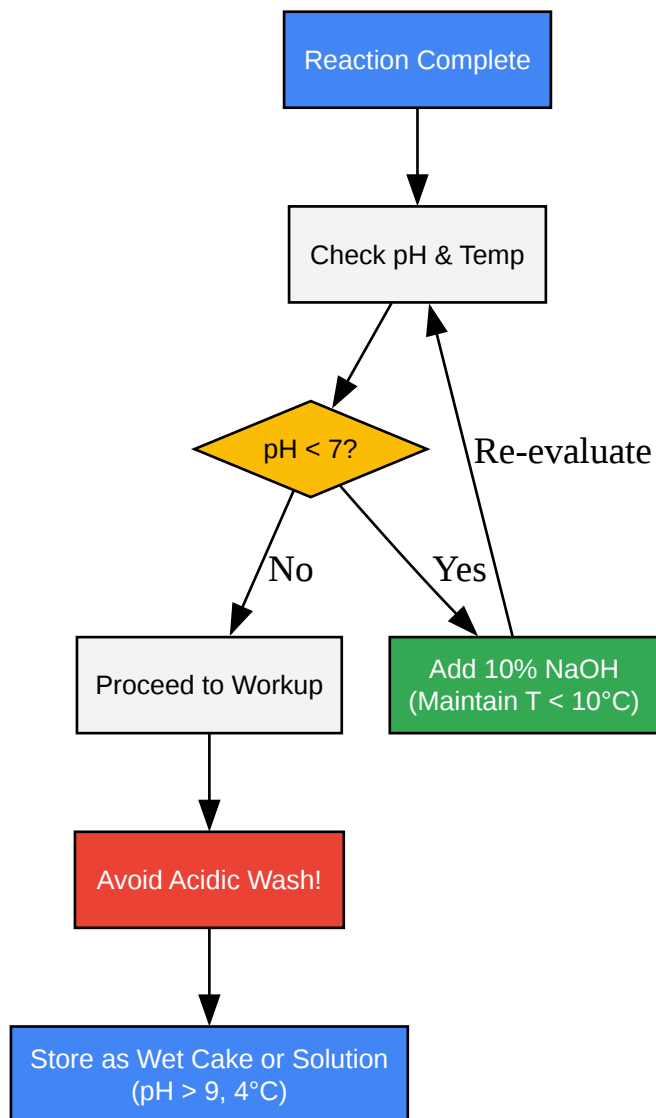 Reaction Complete
Check pH & Temp
pH < 7?
Re-evaluate
No
Yes
Proceed to Workup
Add 10% NaOH
(Maintain T < 10°C)
Avoid Acidic Wash!
Store as Wet Cake or Solution
(pH > 9, 4°C)